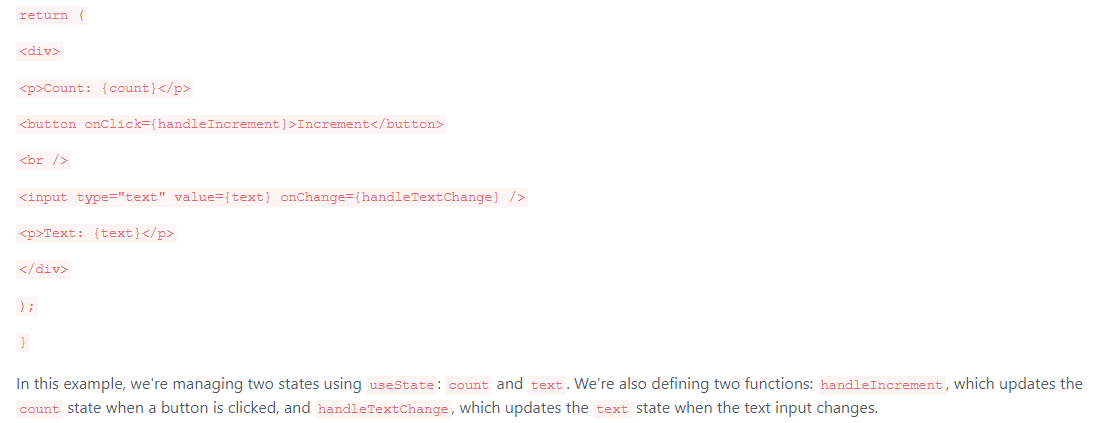 return (
<div>
<p>Count: {count}</p>
<button onClick={handleIncrement}>Increment</button>
<br />
<input type="text" value={text} onChange={handleTextChange} />
<p>Text: {text}</p>
</div>
);
}
In this example, we're managing two states using useState: count and text. We're also defining two functions: handleIncrement, which updates the
count state when a button is clicked, and handleTextChange, which updates the text state when the text input changes.